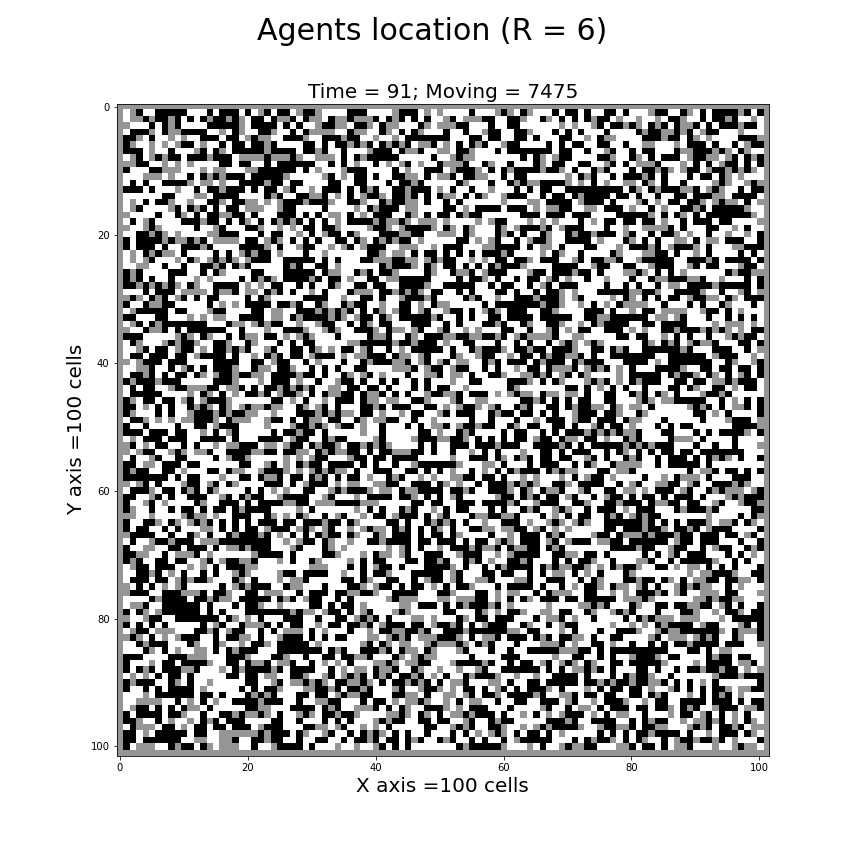 Agents location (R = 6)
Time = 91; Moving = 7475
0
20
40
60
80
100
Y axis =100 cells
0 20 40 60 80 100
X axis =100 cells